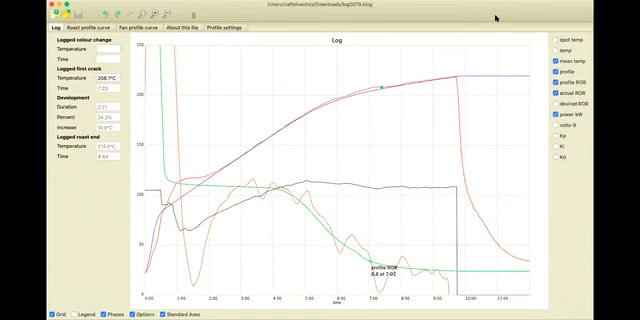 /Users/caffeinachris/Downloads/log0079.klog
Log Roast profile curve Fan profile curve About this file Profile settings
Logged colour change
Temperature
Time
Logged first crack
Temperature 208.1°C
Time 7:23
Development
Duration 2:21
Percent 24.2%
Increase 10.9°C
Logged roast end
Temperature 219.0°C
Time 9:44
Log
250
200
150
100
50
0
0:00 1:00 2:00 3:00 4:00 5:00 6:00 7:00 8:00 9:00 10:00 11:00
time
profile ROR
6.8 at 7:02
spot temp
temp
mean temp
profile
profile ROR
actual ROR
desired ROR
power kW
volts-9
Kp
Ki
Kd
Grid Legend Phases Options Standard Axes